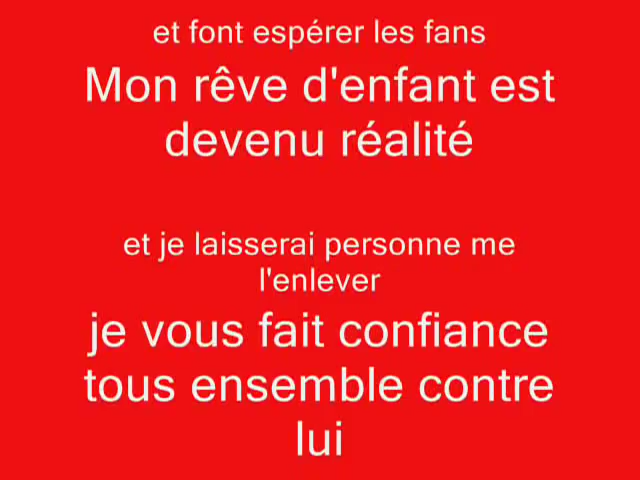 et font espérer les fans
Mon rêve d'enfant est
devenu réalité
et je laisserai personne me
l'enlever
je vous fait confiance
tous ensemble contre
lui